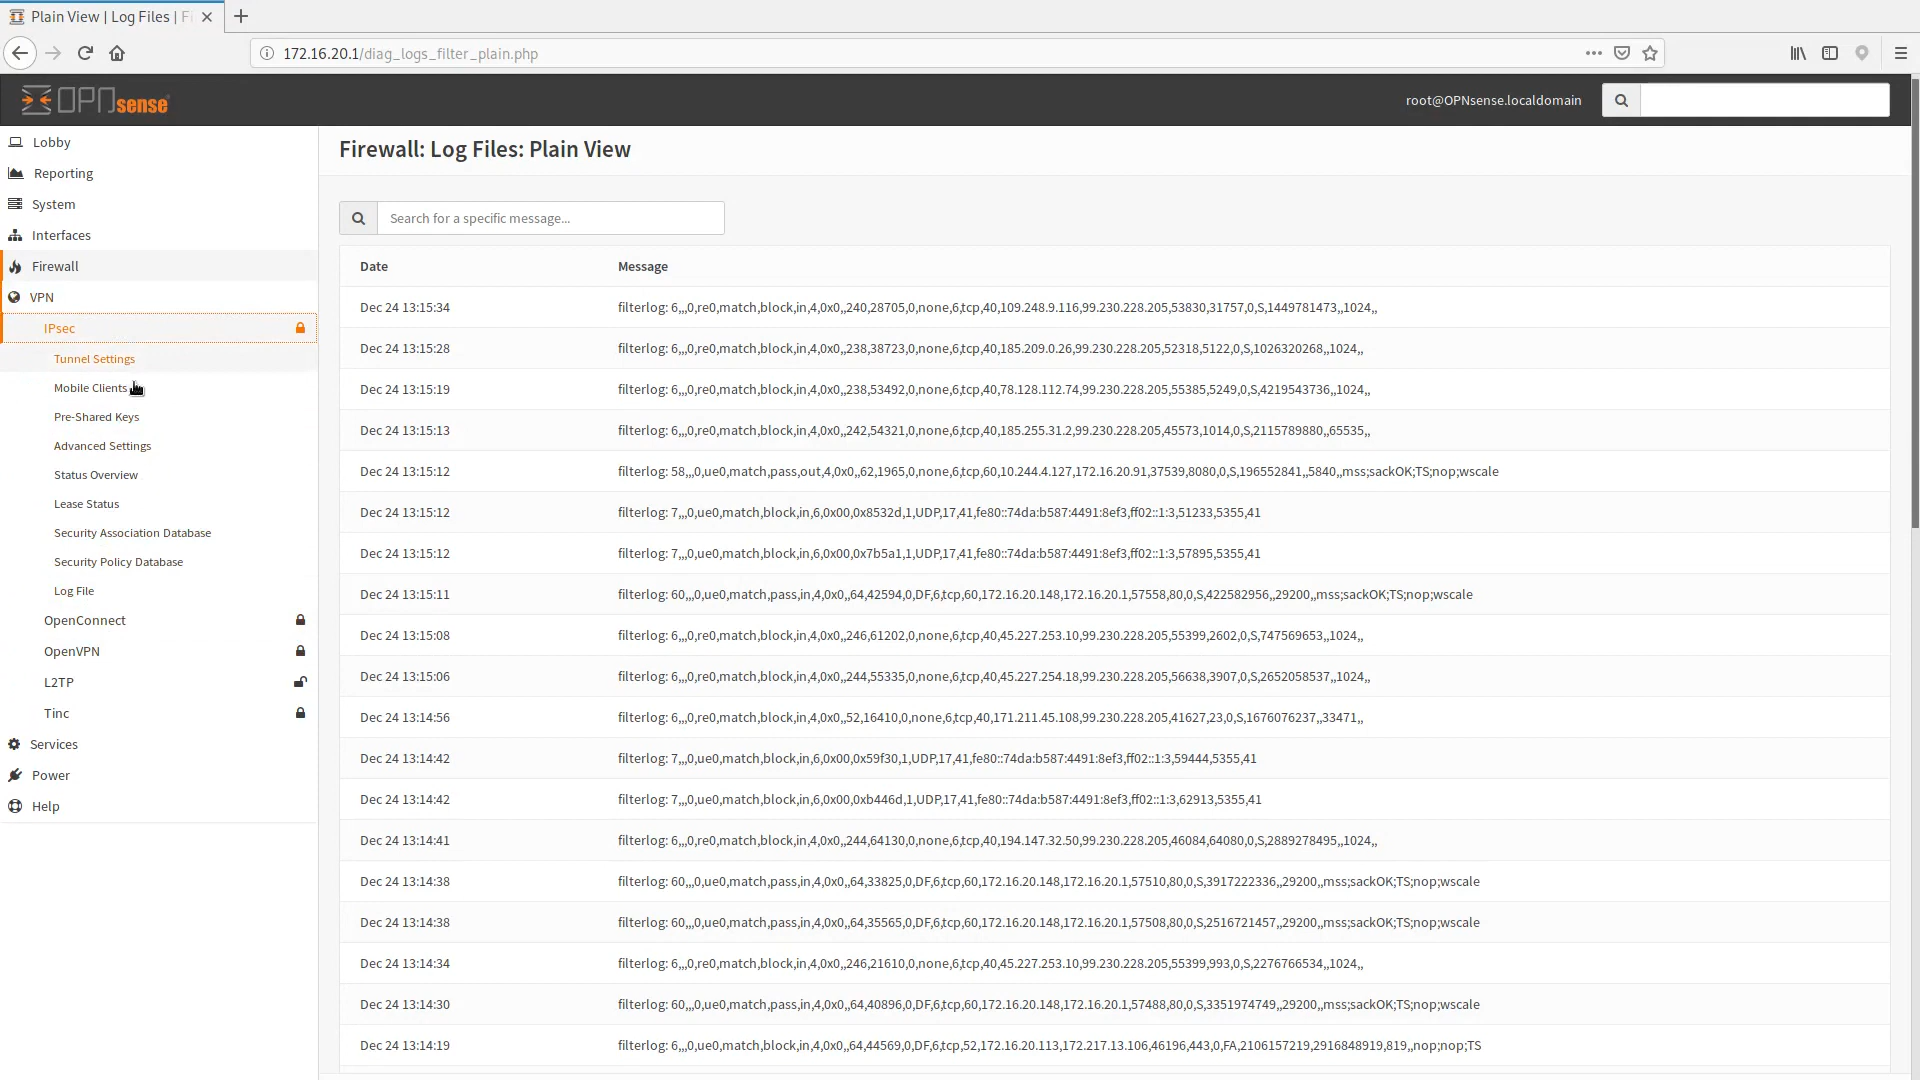 Plain View | Log Files | Fi
172.16.20.1/diag_logs_filter_plain.php
OPNsense
root@OPNsense.localdomain
Lobby
Reporting
System
Interfaces
Firewall
VPN
IPsec
Tunnel Settings
Mobile Clients
Pre-Shared Keys
Advanced Settings
Status Overview
Lease Status
Security Association Database
Security Policy Database
Log File
OpenConnect
OpenVPN
L2TP
Tinc
Services
Power
Help
Firewall: Log Files: Plain View
Search for a specific message...
Date Message
Dec 24 13:15:34 filterlog: 6,,,0,re0,match,block,in,4,0x0,,240,28705,0,none,6,tcp,40,109.248.9.116,99.230.228.205,53830,31757,0,S,1449781473,,1024,,
Dec 24 13:15:28 filterlog: 6,,,0,re0,match,block,in,4,0x0,,238,38723,0,none,6,tcp,40,185.209.0.26,99.230.228.205,52318,5122,0,S,1026320268,,1024,,
Dec 24 13:15:19 filterlog: 6,,,0,re0,match,block,in,4,0x0,,238,53492,0,none,6,tcp,40,78.128.112.74,99.230.228.205,55385,5249,0,S,4219543736,,1024,,
Dec 24 13:15:13 filterlog: 6,,,0,re0,match,block,in,4,0x0,,242,54321,0,none,6,tcp,40,185.255.31.2,99.230.228.205,45573,1014,0,S,2115789880,,65535,,
Dec 24 13:15:12 filterlog: 58,,,0,ue0,match,pass,out,4,0x0,,62,1965,0,none,6,tcp,60,10.244.4.127,172.16.20.91,37539,8080,0,S,196552841,,5840,,mss;sackOK;TS;nop;wscale
Dec 24 13:15:12 filterlog: 7,,,0,ue0,match,block,in,6,0x00,0x8532d,1,UDP,17,41,fe80::74da:b587:4491:8ef3,ff02::1:3,51233,5355,41
Dec 24 13:15:12 filterlog: 7,,,0,ue0,match,block,in,6,0x00,0x7b5a1,1,UDP,17,41,fe80::74da:b587:4491:8ef3,ff02::1:3,57895,5355,41
Dec 24 13:15:11 filterlog: 60,,,0,ue0,match,pass,in,4,0x0,,64,42594,0,DF,6,tcp,60,172.16.20.148,172.16.20.1,57558,80,0,S,422582956,,29200,,mss;sackOK;TS;nop;wscale
Dec 24 13:15:08 filterlog: 6,,,0,re0,match,block,in,4,0x0,,246,61202,0,none,6,tcp,40,45.227.253.10,99.230.228.205,55399,2602,0,S,747569653,,1024,,
Dec 24 13:15:06 filterlog: 6,,,0,re0,match,block,in,4,0x0,,244,55335,0,none,6,tcp,40,45.227.254.18,99.230.228.205,56638,3907,0,S,2652058537,,1024,,
Dec 24 13:14:56 filterlog: 6,,,0,re0,match,block,in,4,0x0,,52,16410,0,none,6,tcp,40,171.211.45.108,99.230.228.205,41627,23,0,S,1676076237,,33471,,
Dec 24 13:14:42 filterlog: 7,,,0,ue0,match,block,in,6,0x00,0x59f30,1,UDP,17,41,fe80::74da:b587:4491:8ef3,ff02::1:3,59444,5355,41
Dec 24 13:14:42 filterlog: 7,,,0,ue0,match,block,in,6,0x00,0xb446d,1,UDP,17,41,fe80::74da:b587:4491:8ef3,ff02::1:3,62913,5355,41
Dec 24 13:14:41 filterlog: 6,,,0,re0,match,block,in,4,0x0,,244,64130,0,none,6,tcp,40,194.147.32.50,99.230.228.205,46084,64080,0,S,2889278495,,1024,,
Dec 24 13:14:38 filterlog: 60,,,0,ue0,match,pass,in,4,0x0,,64,33825,0,DF,6,tcp,60,172.16.20.148,172.16.20.1,57510,80,0,S,3917222336,,29200,,mss;sackOK;TS;nop;wscale
Dec 24 13:14:38 filterlog: 60,,,0,ue0,match,pass,in,4,0x0,,64,35565,0,DF,6,tcp,60,172.16.20.148,172.16.20.1,57508,80,0,S,2516721457,,29200,,mss;sackOK;TS;nop;wscale
Dec 24 13:14:34 filterlog: 6,,,0,re0,match,block,in,4,0x0,,246,21610,0,none,6,tcp,40,45.227.253.10,99.230.228.205,55399,993,0,S,2276766534,,1024,,
Dec 24 13:14:30 filterlog: 60,,,0,ue0,match,pass,in,4,0x0,,64,40896,0,DF,6,tcp,60,172.16.20.148,172.16.20.1,57488,80,0,S,3351974749,,29200,,mss;sackOK;TS;nop;wscale
Dec 24 13:14:19 filterlog: 6,,,0,ue0,match,block,in,4,0x0,,64,44569,0,DF,6,tcp,52,172.16.20.113,172.217.13.106,46196,443,0,FA,2106157219,2916848919,819,,nop;nop;TS